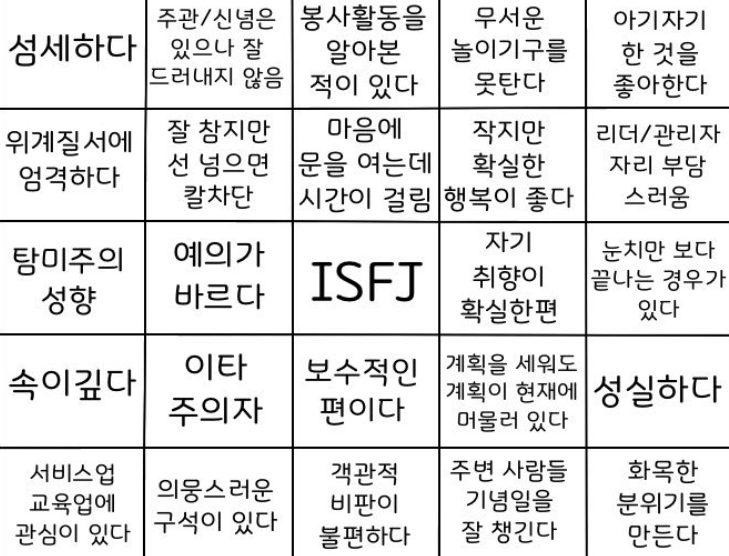 섬세하다
주관/신념은
있으나 잘
드러내지 않음
봉사활동을
알아본
적이 있다
무서운
놀이기구를
못탄다
아기자기
한 것을
좋아한다
위계질서에
엄격하다
잘 참지만
선 넘으면
칼차단
마음에
문을 여는데
시간이 걸림
작지만
확실한
행복이 좋다
리더/관리자
자리 부담
스러움
탐미주의
성향
예의가
바르다
ISFJ
자기
취향이
확실한편
눈치만 보다
끝나는 경우가
있다
속이깊다
이타
주의자
보수적인
편이다
계획을 세워도
계획이 현재에
머물러 있다
성실하다
서비스업
교육업에
관심이 있다
의뭉스러운
구석이 있다
객관적
비판이
불편하다
주변 사람들
기념일을
잘 챙긴다
화목한
분위기를
만든다